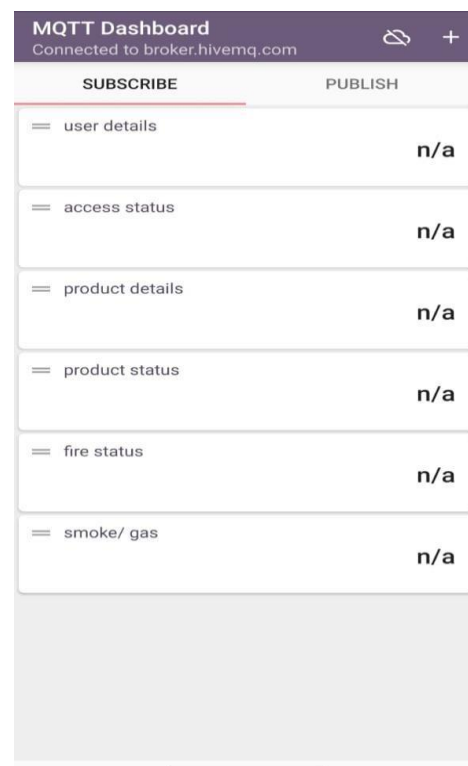 MQTT Dashboard
Connected to broker.hivemq.com
SUBSCRIBE PUBLISH
user details
n/a
access status
n/a
product details
n/a
product status
n/a
fire status
n/a
smoke/ gas
n/a